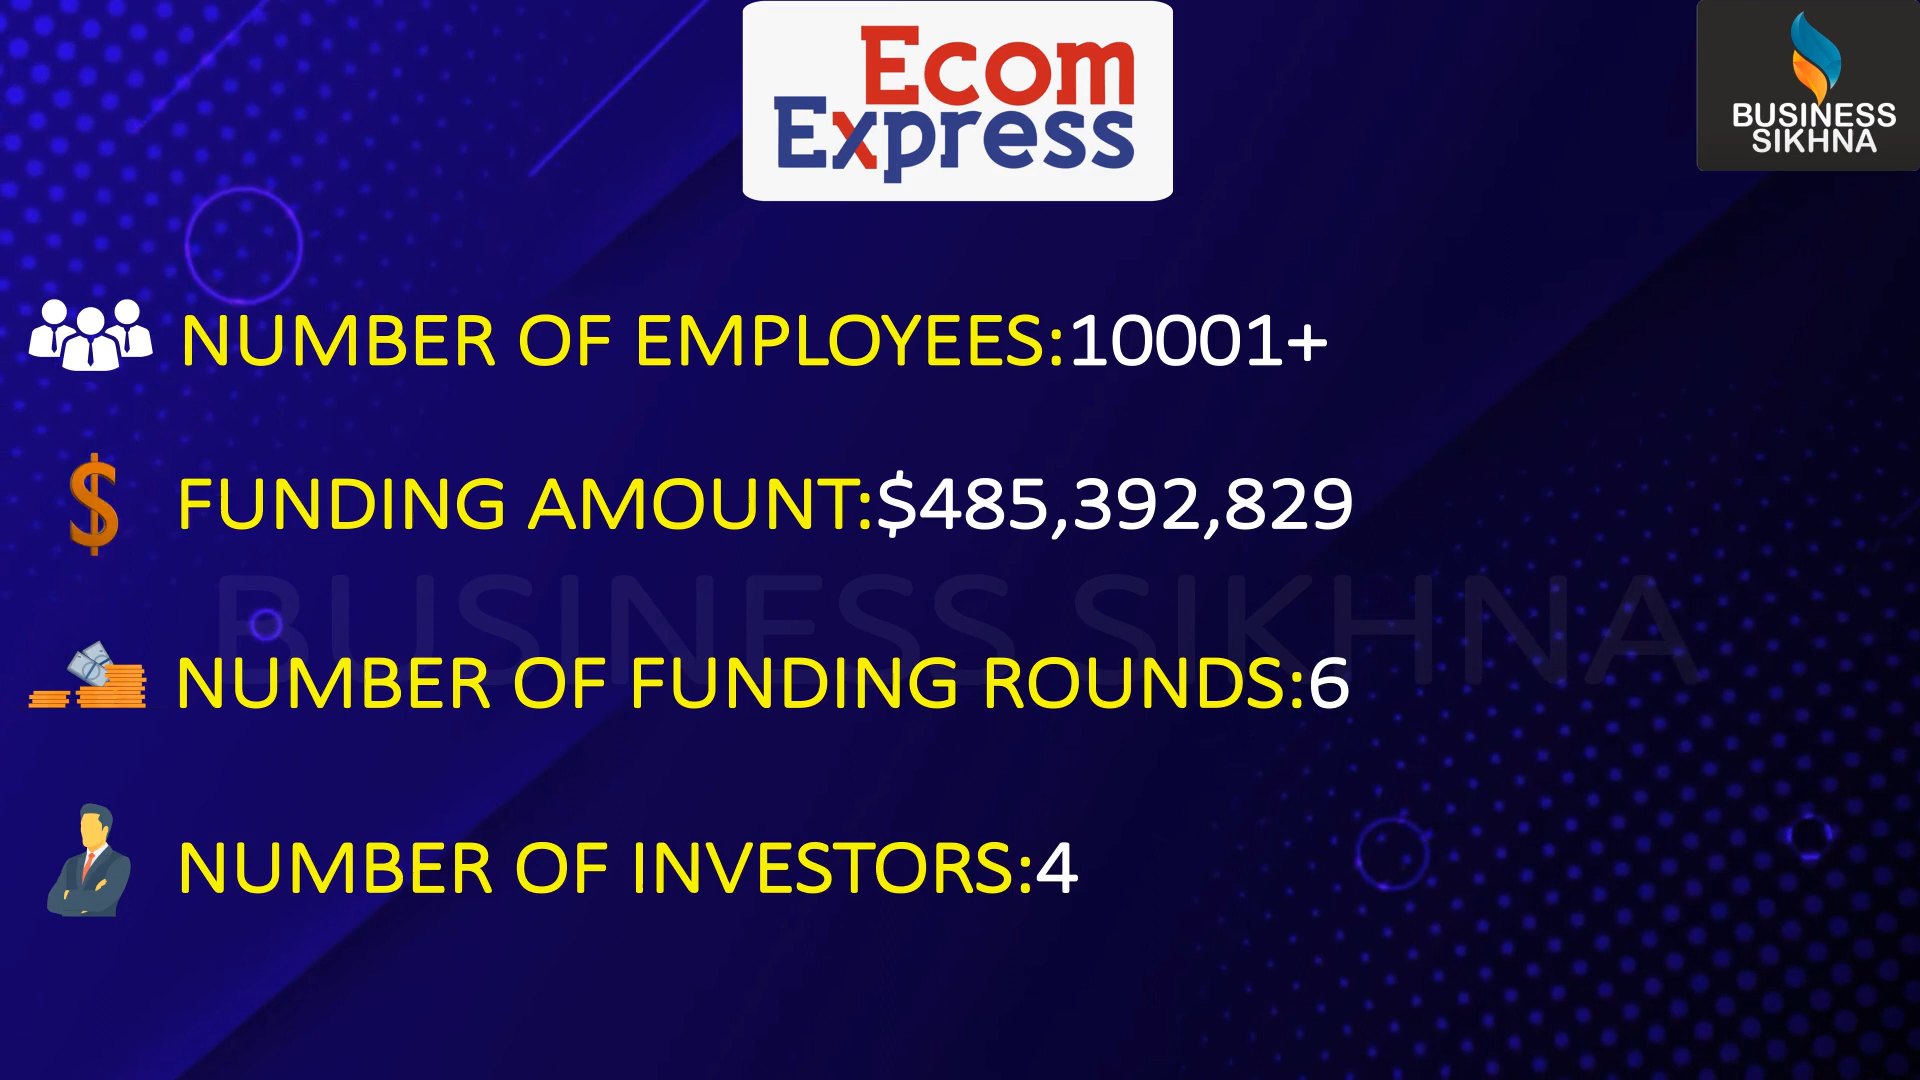 Ecom
Express
BUSINESS
SIKHNA
NUMBER OF EMPLOYEES:10001+
FUNDING AMOUNT:$485,392,829
BUSINESS SIKHNA
NUMBER OF FUNDING ROUNDS:6
NUMBER OF INVESTORS:4